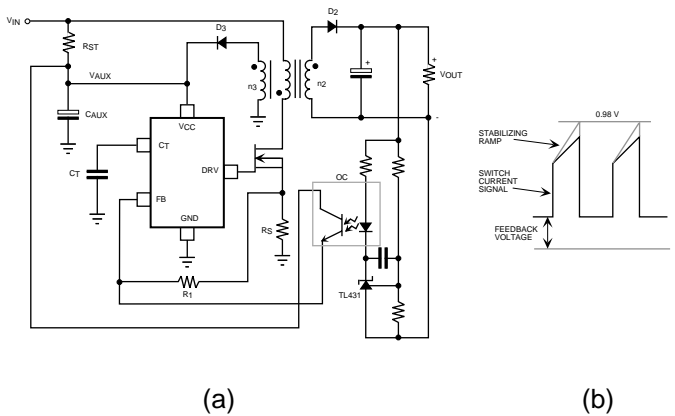 VIN
RST
D3
D2
+
+
VOUT
-
VAUX
n3
n2
CAUX
VCC
CT
CT
DRV
FB
GND
OC
RS
R1
TL431
0.98 V
STABILIZING
RAMP
SWITCH
CURRENT
SIGNAL
FEEDBACK
VOLTAGE
(a)
(b)